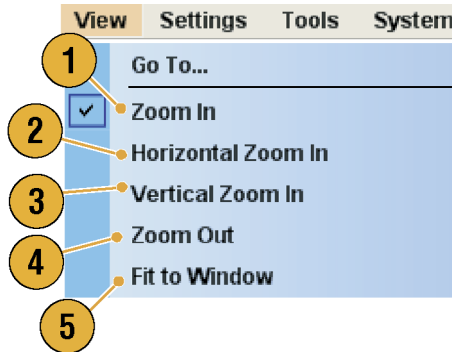 View Settings Tools System
Go To...
1
Zoom In
2
Horizontal Zoom In
3
Vertical Zoom In
4
Zoom Out
5
Fit to Window